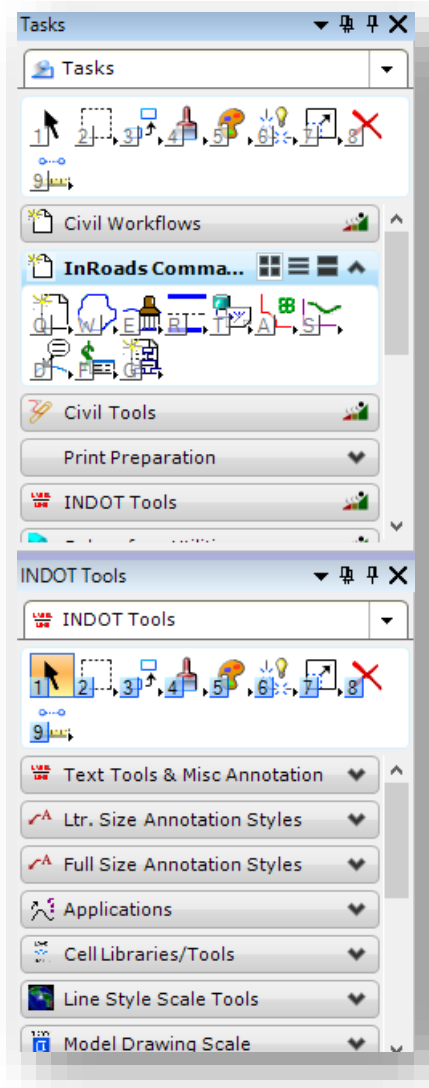 Tasks
Tasks
1 2 3 4 5 6 7 8
9
Civil Workflows
InRoads Comma...
Q W E R T A S
D F G
Civil Tools
Print Preparation
INDOT Tools
INDOT Tools
INDOT Tools
1 2 3 4 5 6 7 8
9
Text Tools & Misc Annotation
Ltr. Size Annotation Styles
Full Size Annotation Styles
Applications
Cell Libraries/Tools
Line Style Scale Tools
Model Drawing Scale